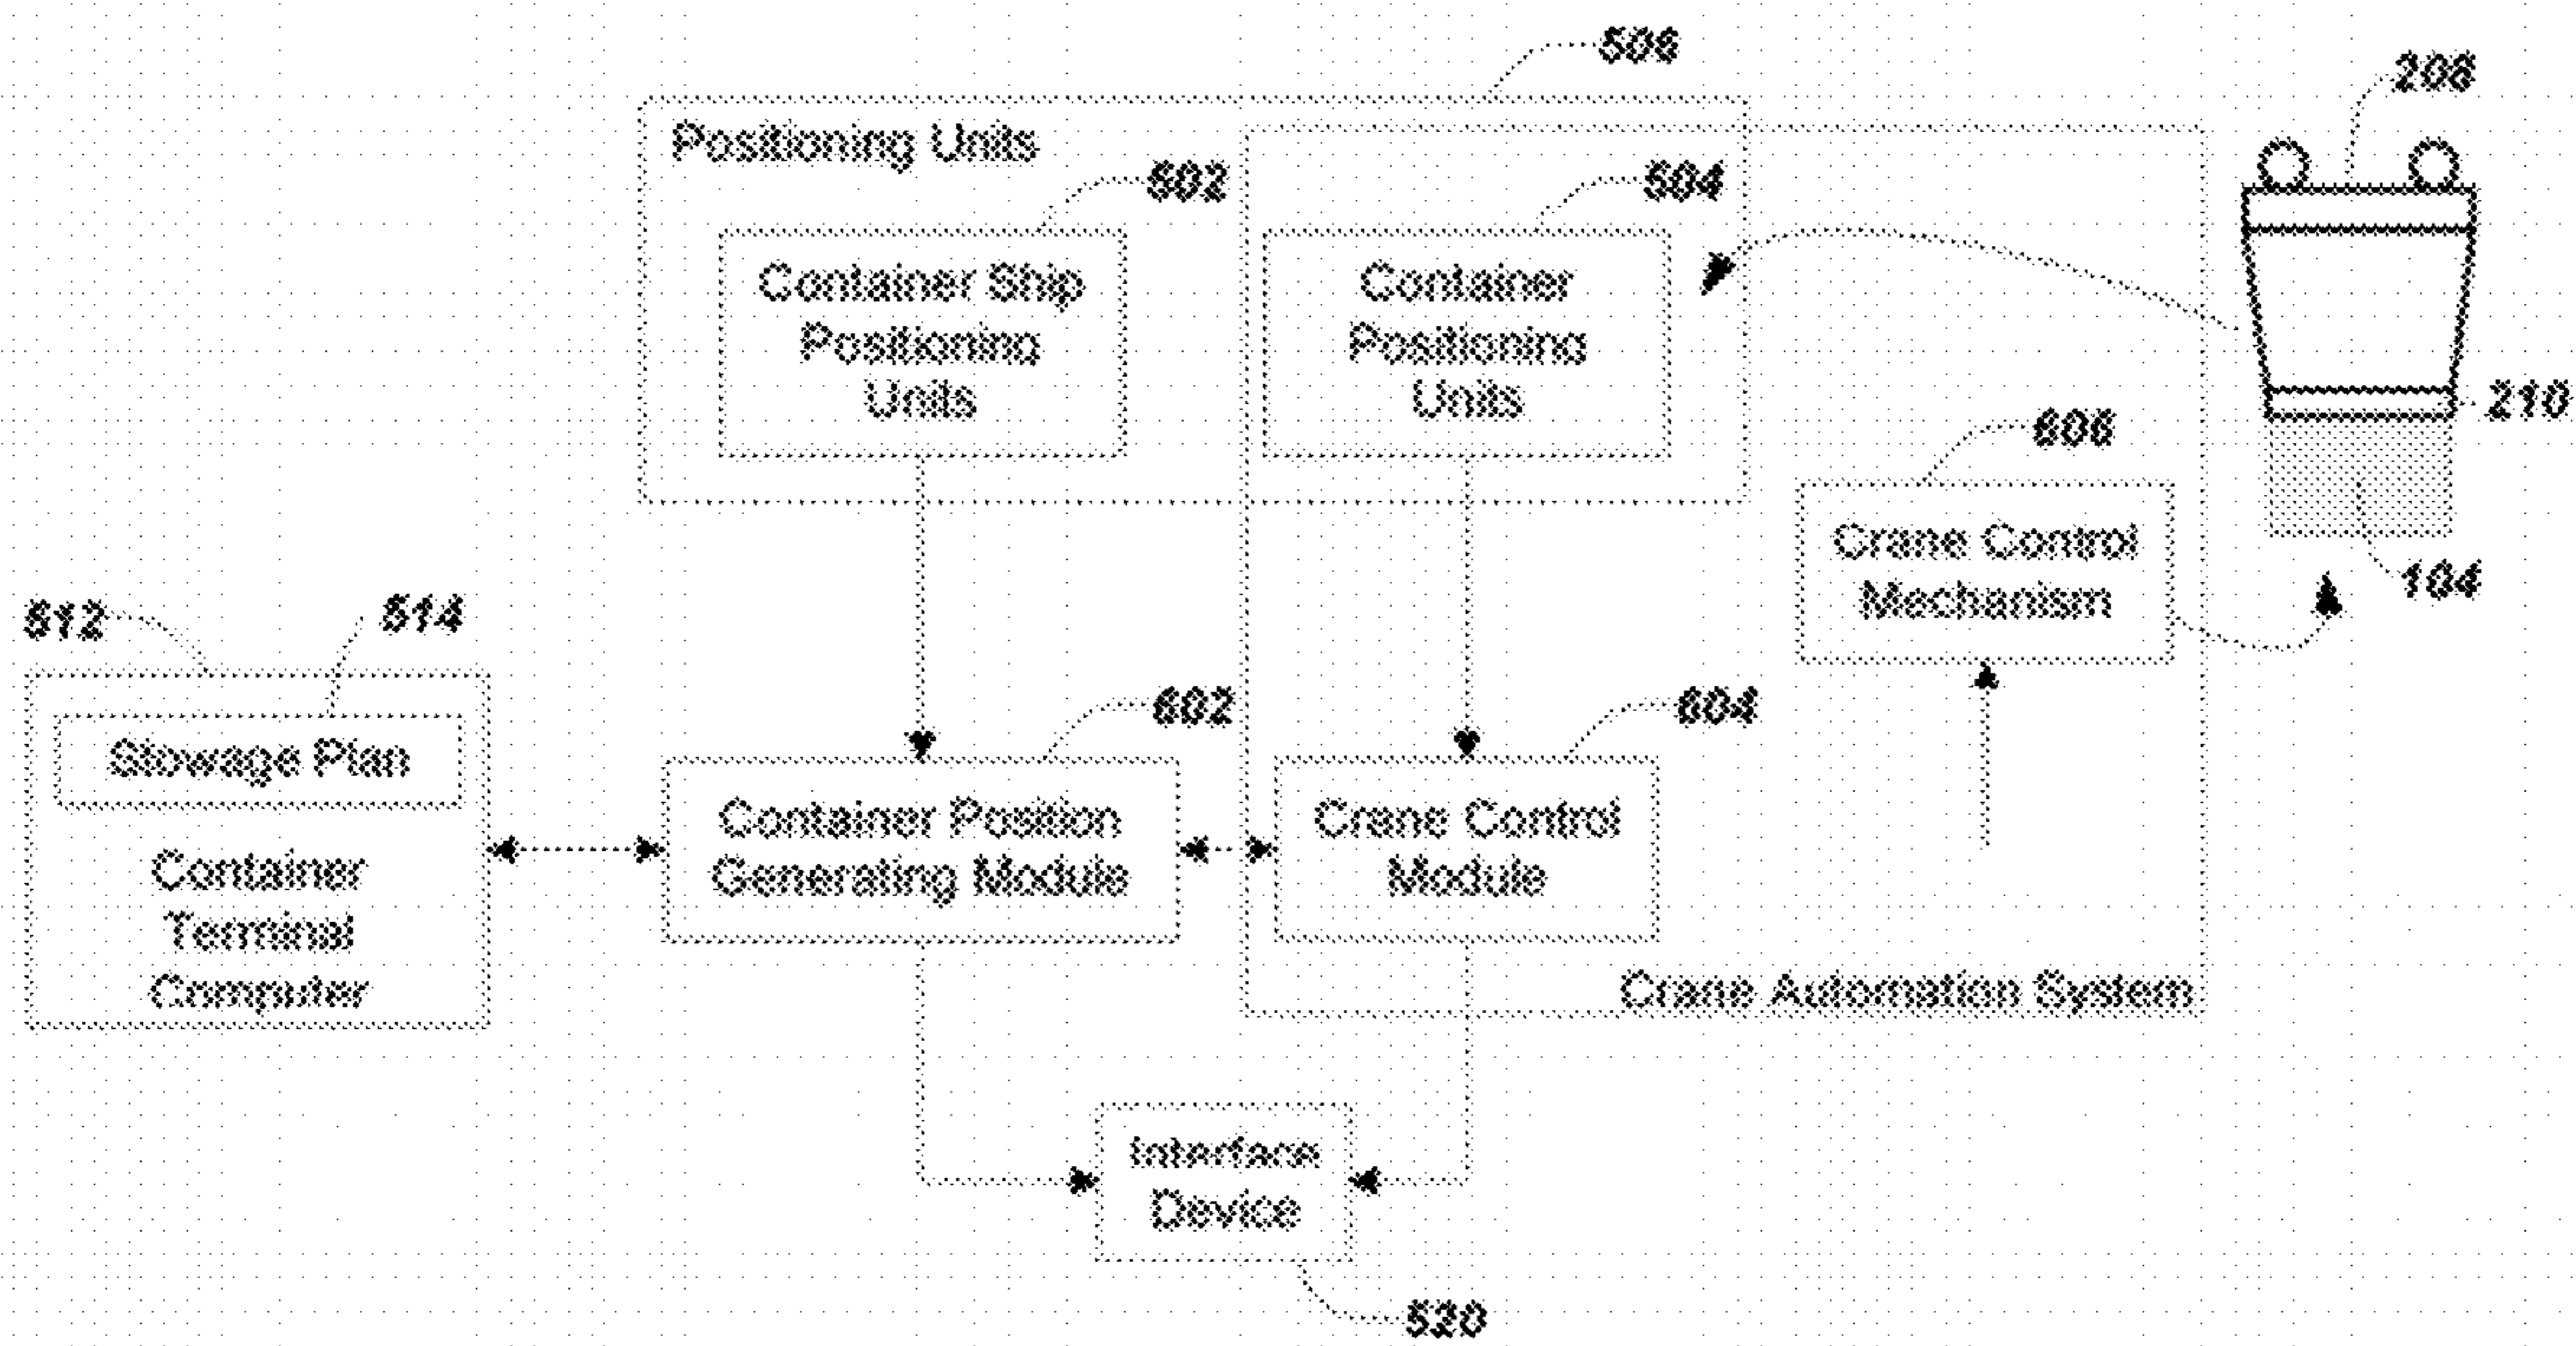 506
208
Positioning Units
502
504
Container Ship
Positioning
Units
Container
Positioning
Units
210
606
Crane Control
Mechanism
104
512
514
602
604
Stowage Plan
Container
Terminal
Computer
Container Position
Generating Module
Crane Control
Module
Crane Automation System
Interface
Device
520